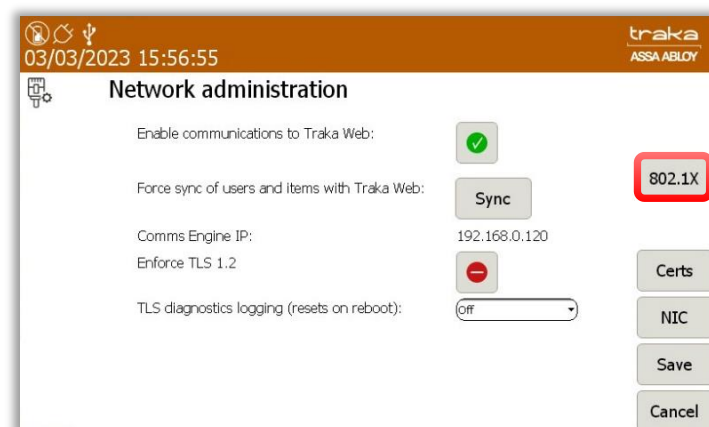 traka
03/03/2023 15:56:55
ASSA ABLOY
Network administration
Enable communications to Traka Web:
802.1X
Force sync of users and items with Traka Web:
Sync
Comms Engine IP:
192.168.0.120
Enforce TLS 1.2
Certs
TLS diagnostics logging (resets on reboot):
Off
NIC
Save
Cancel